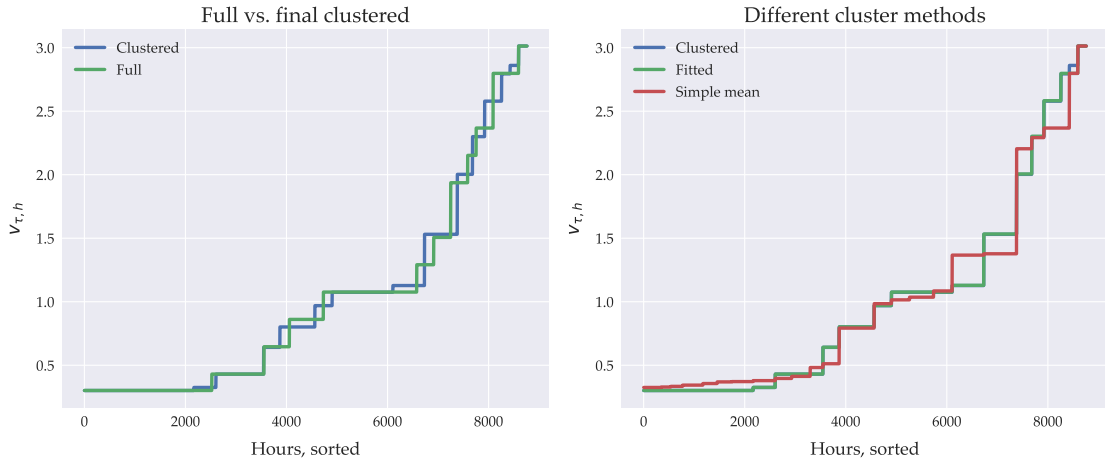 Full vs. final clustered
Clustered
Full
3.0
2.5
2.0
1.5
1.0
0.5
0
2000
4000
6000
8000
vτ, h
Hours, sorted
Different cluster methods
Clustered
Fitted
Simple mean
3.0
2.5
2.0
1.5
1.0
0.5
0
2000
4000
6000
8000
vτ, h
Hours, sorted